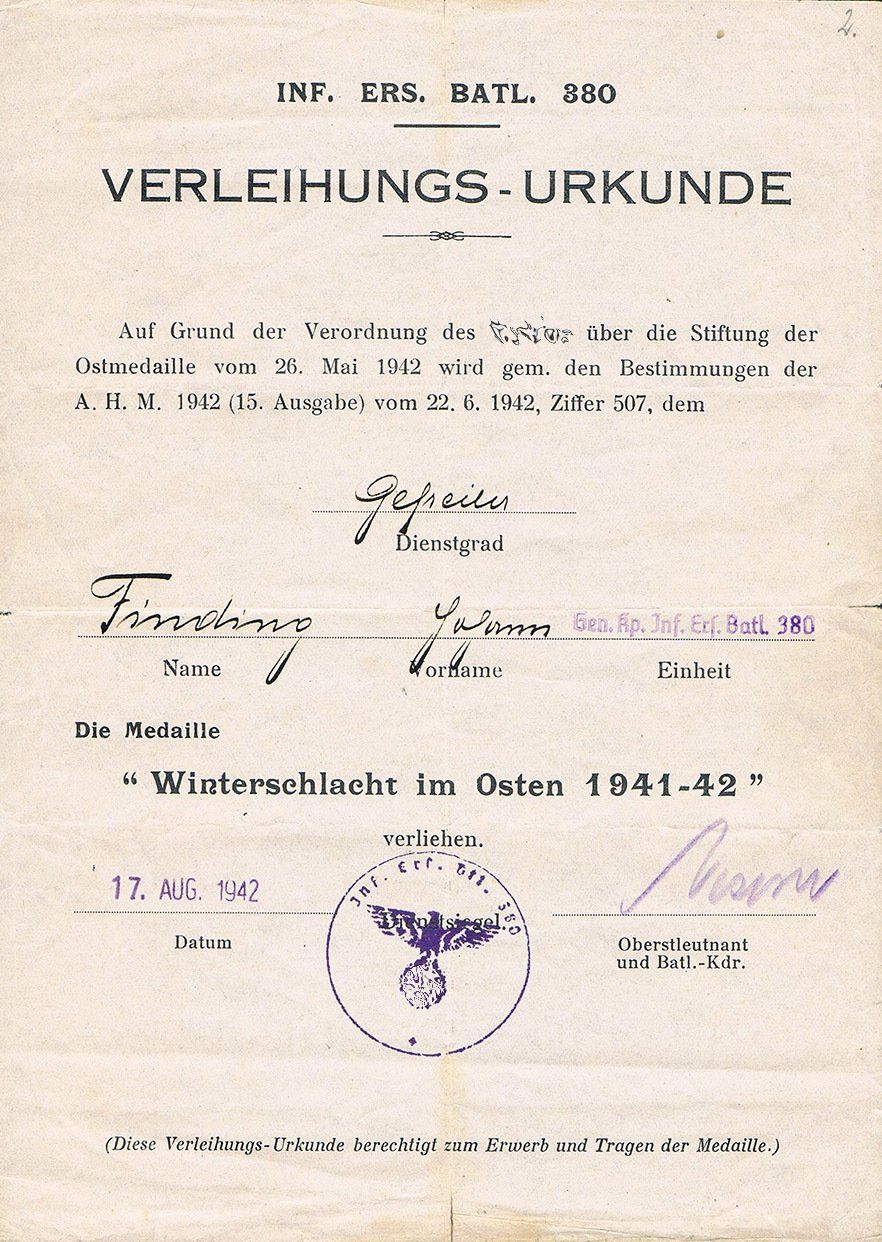 2.
INF. ERS. BATL. 380
VERLEIHUNGS-URKUNDE
Auf Grund der Verordnung des über die Stiftung der
Ostmedaille vom 26. Mai 1942 wird gem. den Bestimmungen der
A. H. M. 1942 (15. Ausgabe) vom 22. 6. 1942, Ziffer 507, dem
Gefreiter
Dienstgrad
Finding Johann Gen. Kp. Inf. Ers. Batl. 380
Name Vorname Einheit
Die Medaille
“ Winterschlacht im Osten 1941-42 ”
verliehen.
Inf. Ers. Btl. 380
17. AUG. 1942
Dienstsiegel.
Datum
Oberstleutnant
und Batl.-Kdr.
(Diese Verleihungs-Urkunde berechtigt zum Erwerb und Tragen der Medaille.)